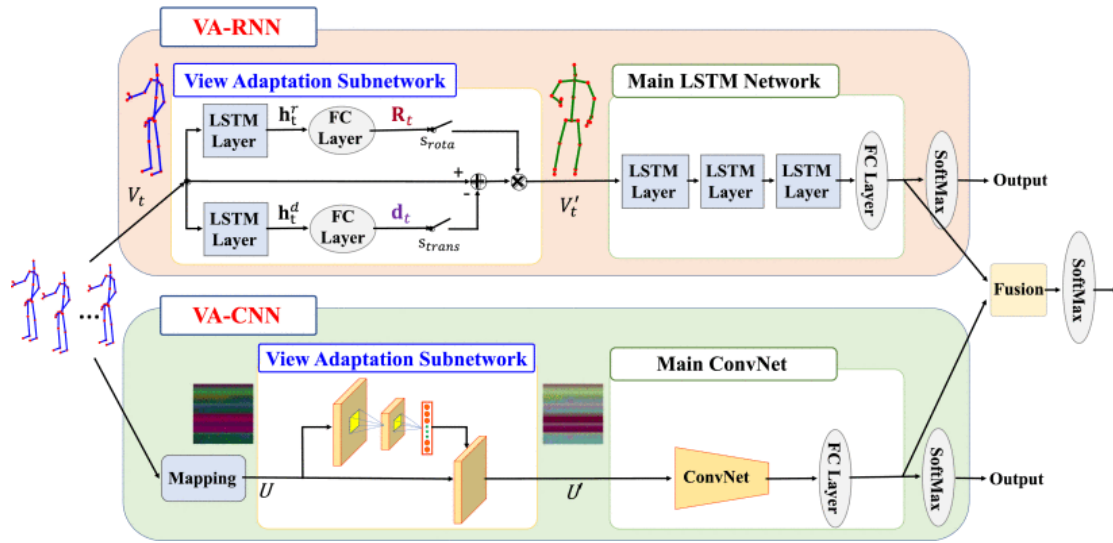 VA-RNN
View Adaptation Subnetwork
Main LSTM Network
LSTM
Layer
h_t^r
FC
Layer
R_t
s_rota
V_t
+
-
LSTM
Layer
h_t^d
FC
Layer
d_t
s_trans
V_t'
LSTM
Layer
LSTM
Layer
LSTM
Layer
FC Layer
SoftMax
Output
...
Fusion
SoftMax
VA-CNN
View Adaptation Subnetwork
Main ConvNet
Mapping
U
U'
ConvNet
FC Layer
SoftMax
Output